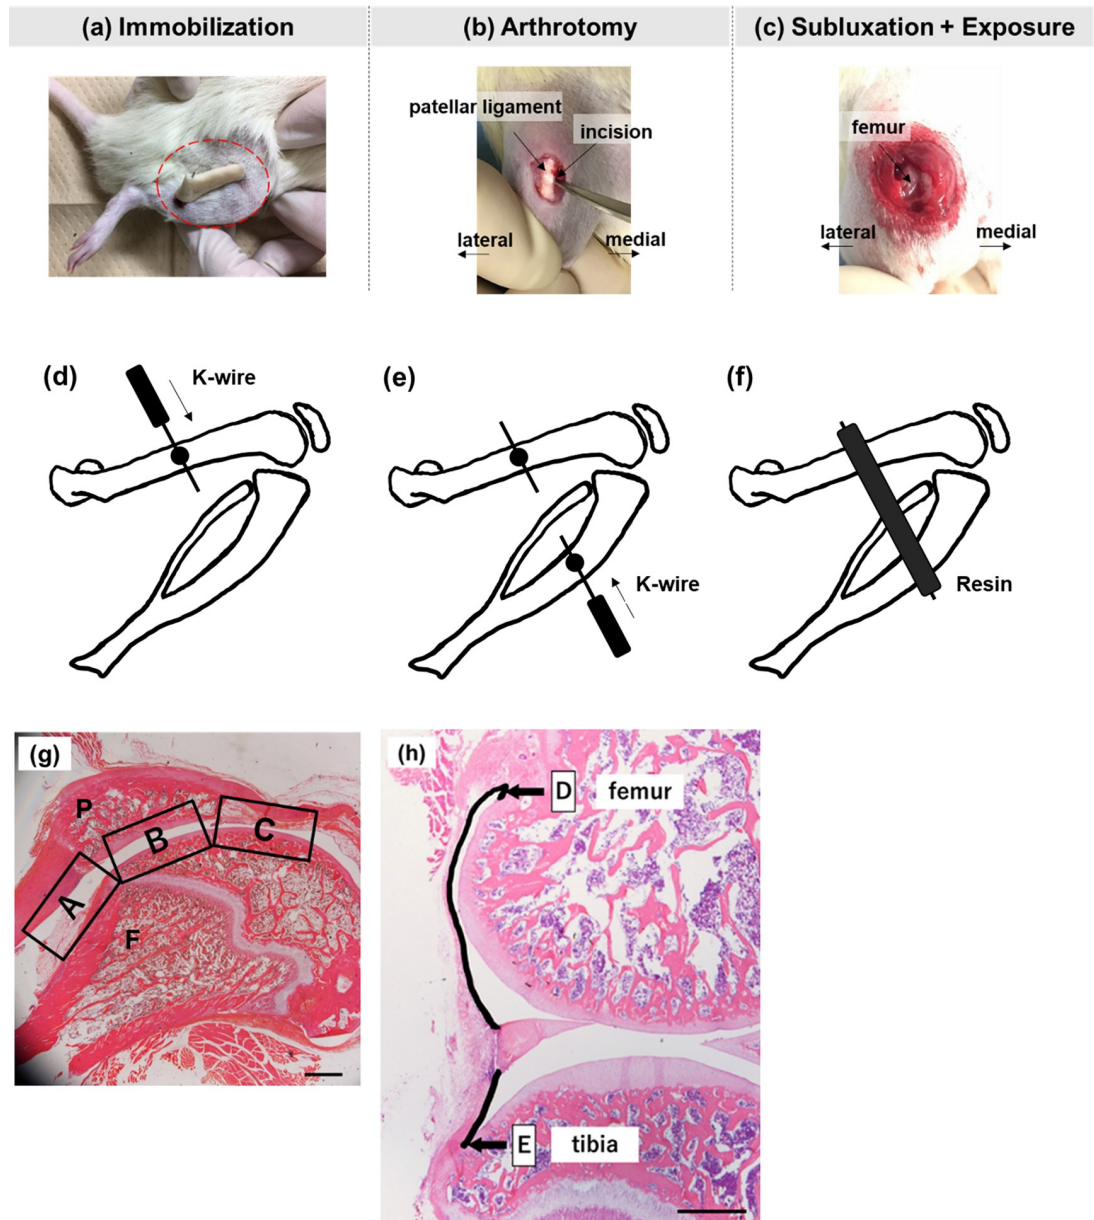 (a) Immobilization
(b) Arthrotomy
(c) Subluxation + Exposure
patellar ligament
incision
lateral
medial
femur
lateral
medial
(d)
K-wire
(e)
K-wire
(f)
Resin
(g)
P
A
B
C
F
(h)
D
femur
E
tibia